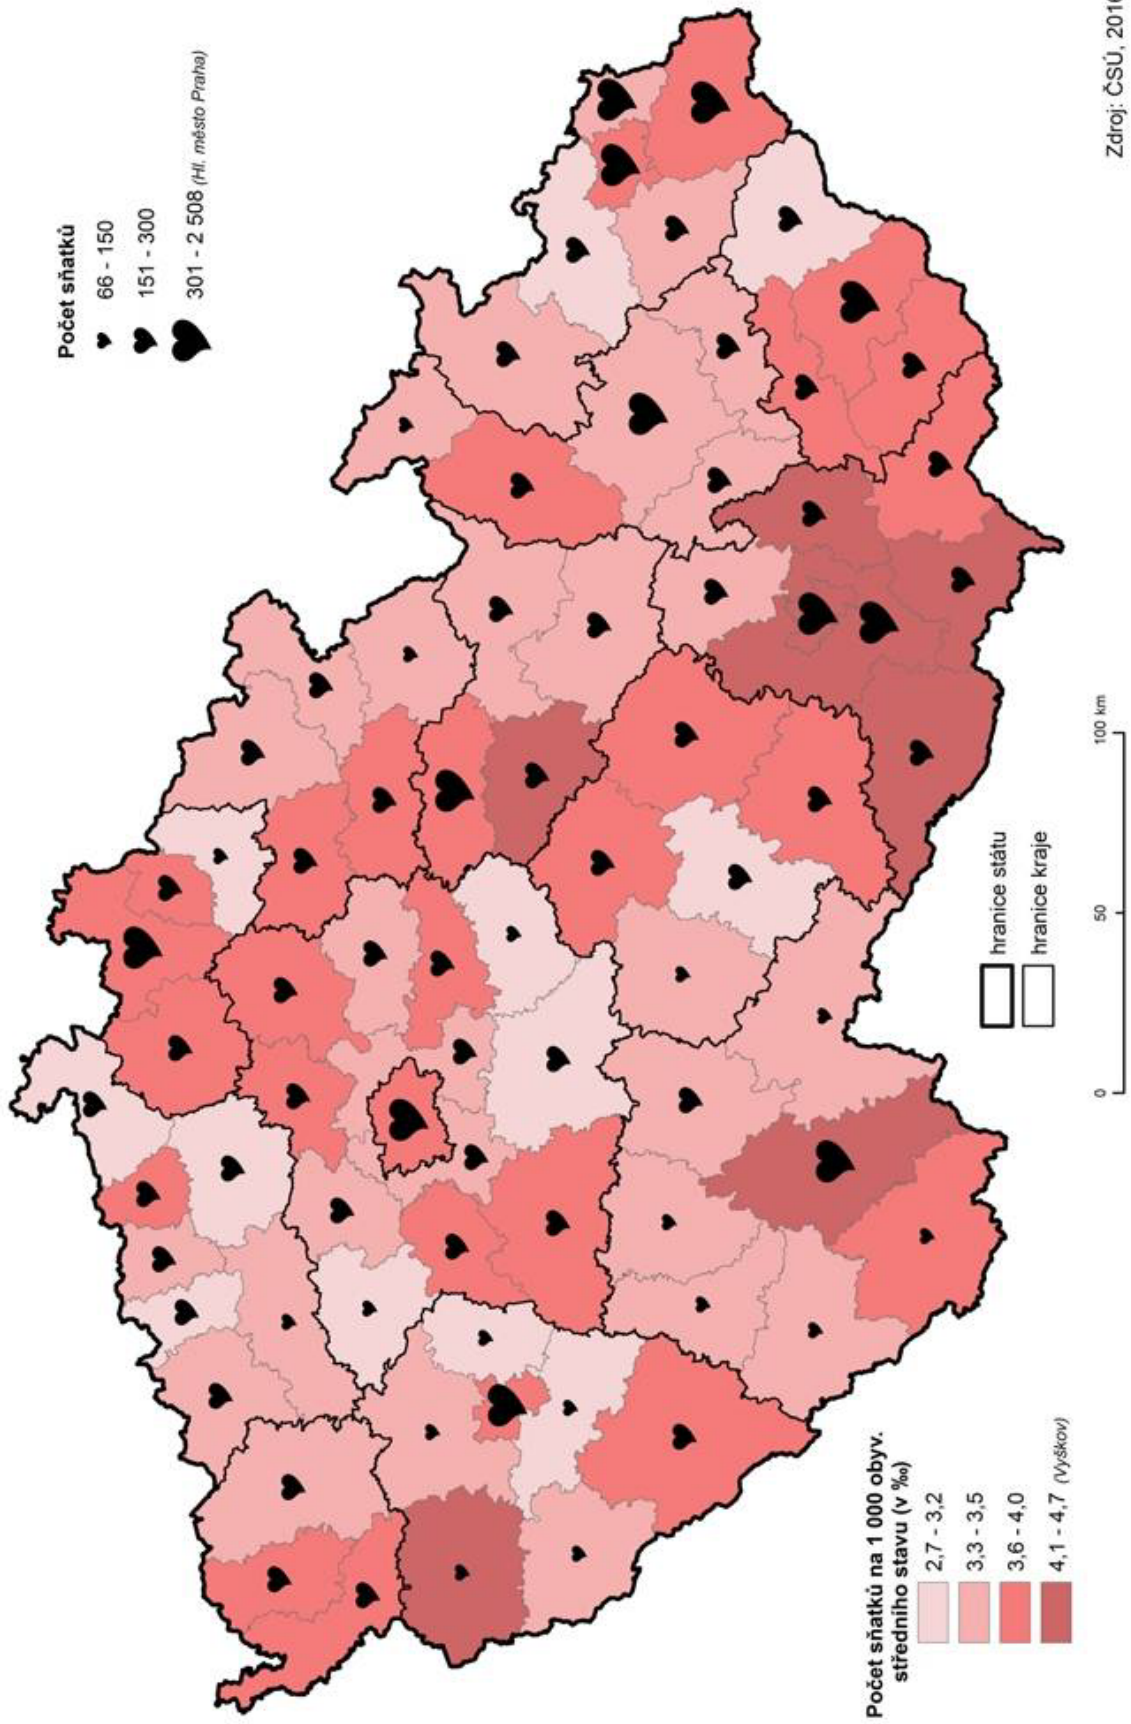 Počet sňatků
66 - 150
151 - 300
301 - 2 508 (Hl. město Praha)
Počet sňatků na 1 000 obyv.
středního stavu (v ‰)
2,7 - 3,2
3,3 - 3,5
3,6 - 4,0
4,1 - 4,7 (Vyškov)
hranice státu
hranice kraje
0 50 100 km
Zdroj: ČSÚ, 2016